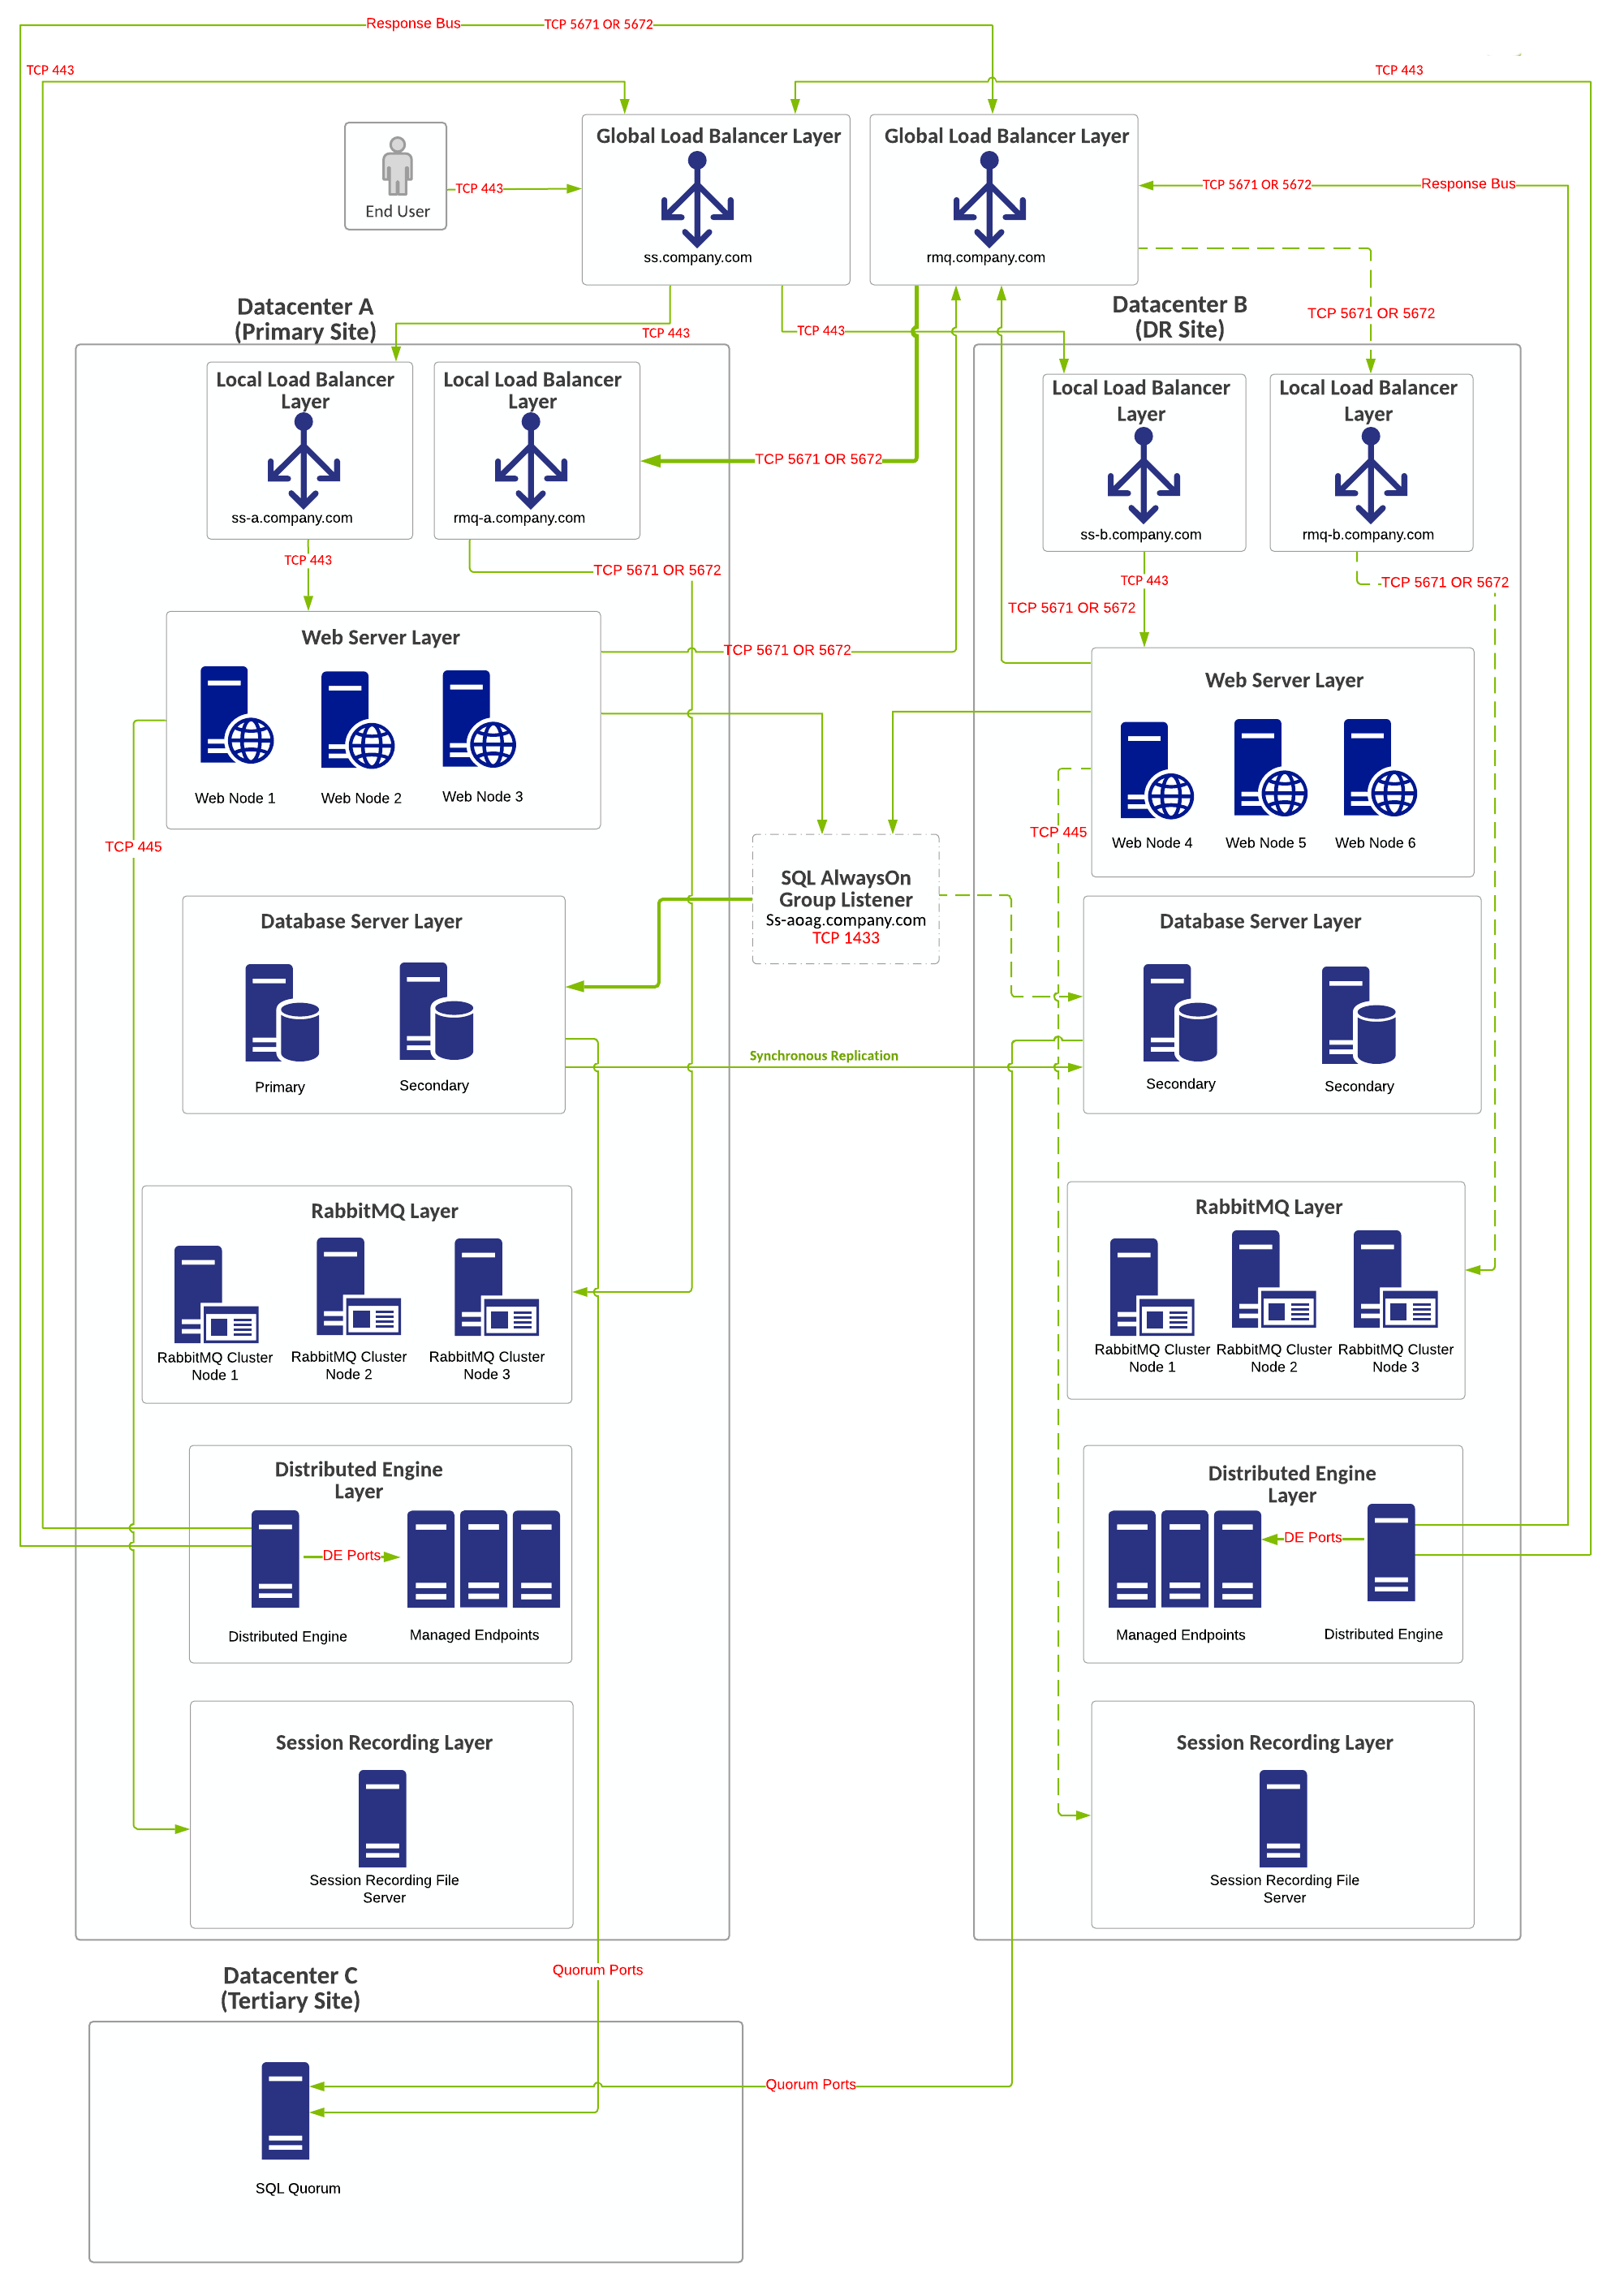 Response Bus
TCP 5671 OR 5672
TCP 443
TCP 443
End User
TCP 443
Global Load Balancer Layer
ss.company.com
Global Load Balancer Layer
rmq.company.com
TCP 5671 OR 5672
Response Bus
Datacenter A
(Primary Site)
TCP 443
TCP 443
Datacenter B
(DR Site)
TCP 5671 OR 5672
Local Load Balancer
Layer
ss-a.company.com
Local Load Balancer
Layer
rmq-a.company.com
TCP 5671 OR 5672
Local Load Balancer
Layer
ss-b.company.com
Local Load Balancer
Layer
rmq-b.company.com
TCP 443
TCP 5671 OR 5672
TCP 443
TCP 5671 OR 5672
TCP 5671 OR 5672
Web Server Layer
Web Node 1
Web Node 2
Web Node 3
TCP 5671 OR 5672
Web Server Layer
Web Node 4
Web Node 5
Web Node 6
TCP 445
TCP 445
SQL AlwaysOn
Group Listener
Ss-aoag.company.com
TCP 1433
Database Server Layer
Primary
Secondary
Synchronous Replication
Database Server Layer
Secondary
Secondary
RabbitMQ Layer
RabbitMQ Cluster
Node 1
RabbitMQ Cluster
Node 2
RabbitMQ Cluster
Node 3
RabbitMQ Layer
RabbitMQ Cluster
Node 1
RabbitMQ Cluster
Node 2
RabbitMQ Cluster
Node 3
Distributed Engine
Layer
DE Ports
Distributed Engine
Managed Endpoints
Distributed Engine
Layer
DE Ports
Managed Endpoints
Distributed Engine
Session Recording Layer
Session Recording File
Server
Session Recording Layer
Session Recording File
Server
Quorum Ports
Datacenter C
(Tertiary Site)
Quorum Ports
SQL Quorum